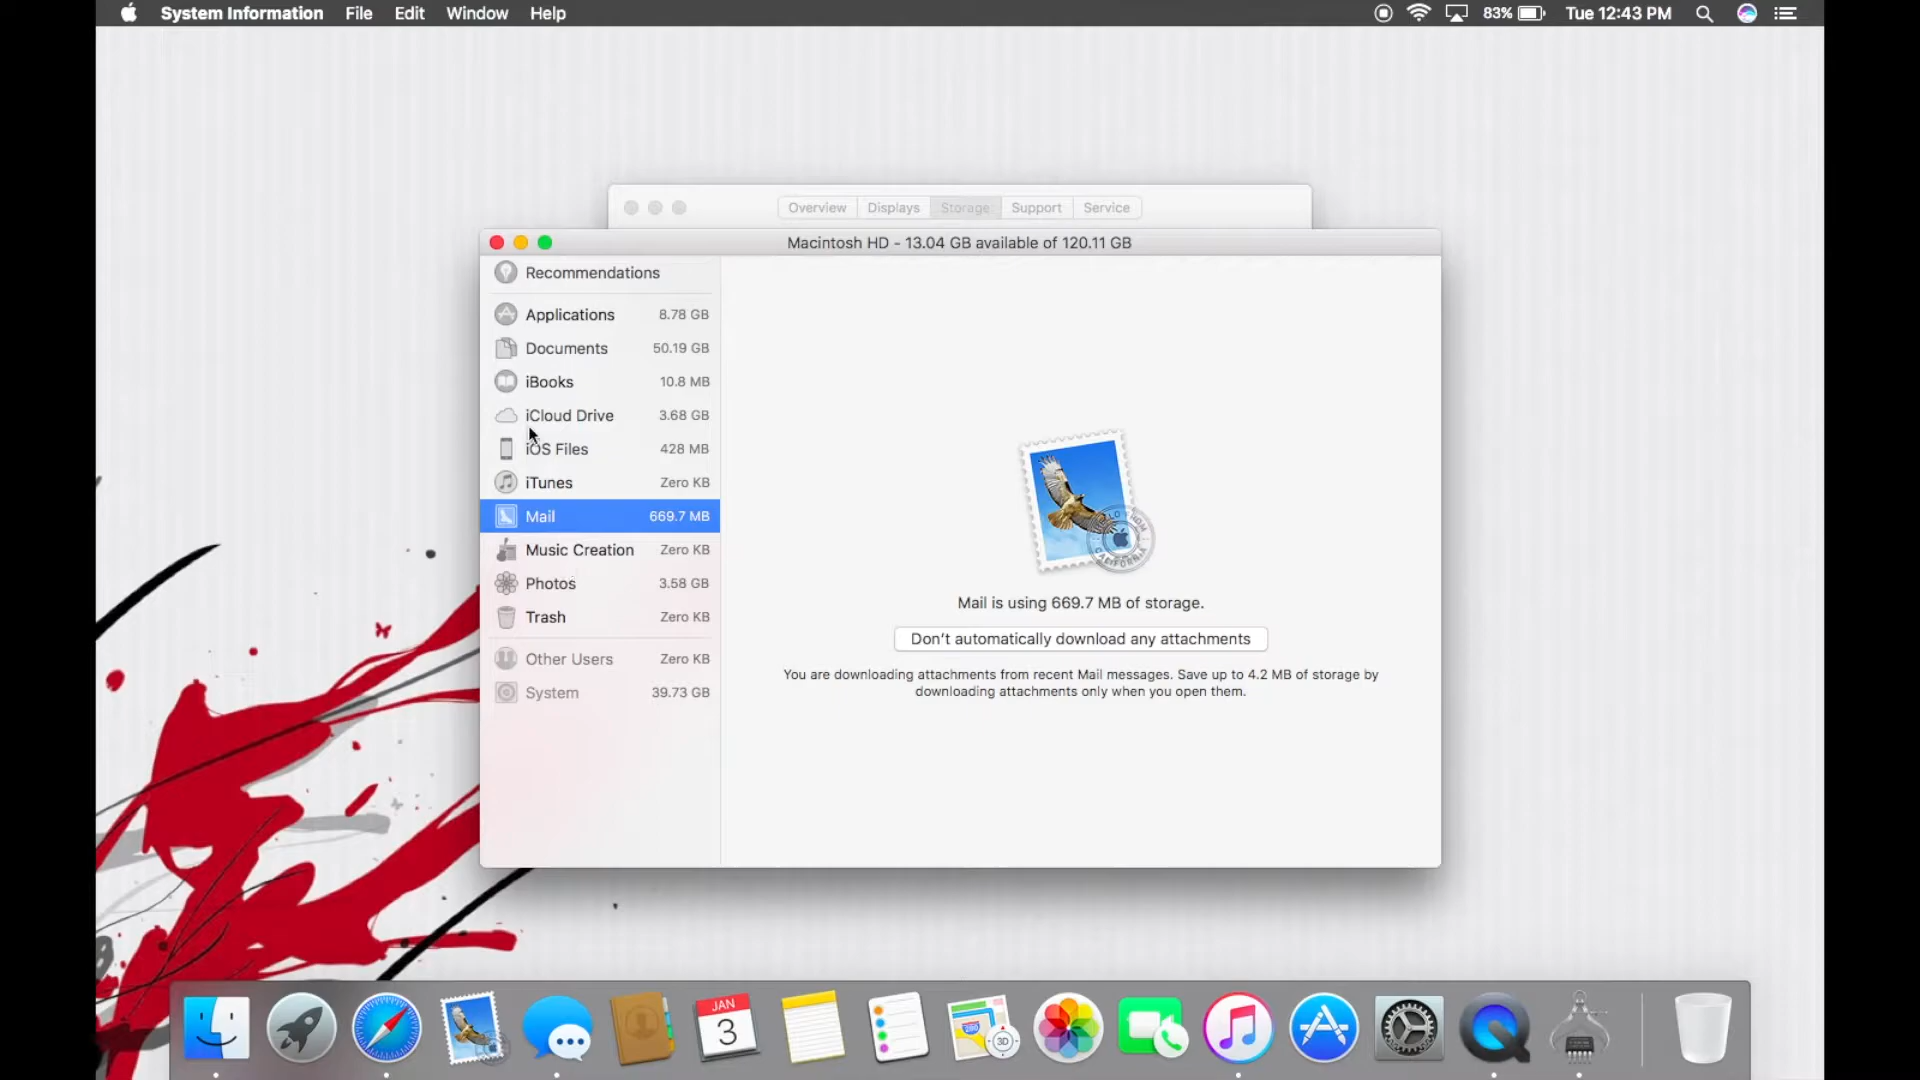 System Information File Edit Window Help 83% Tue 12:43 PM
Overview Displays Storage Support Service
Macintosh HD - 13.04 GB available of 120.11 GB
Recommendations
Applications 8.78 GB
Documents 50.19 GB
iBooks 10.8 MB
iCloud Drive 3.68 GB
iOS Files 428 MB
iTunes Zero KB
Mail 669.7 MB
Music Creation Zero KB
Photos 3.58 GB
Trash Zero KB
Other Users Zero KB
System 39.73 GB
Mail is using 669.7 MB of storage.
Don't automatically download any attachments
You are downloading attachments from recent Mail messages. Save up to 4.2 MB of storage by
downloading attachments only when you open them.
JAN
3
280
3D